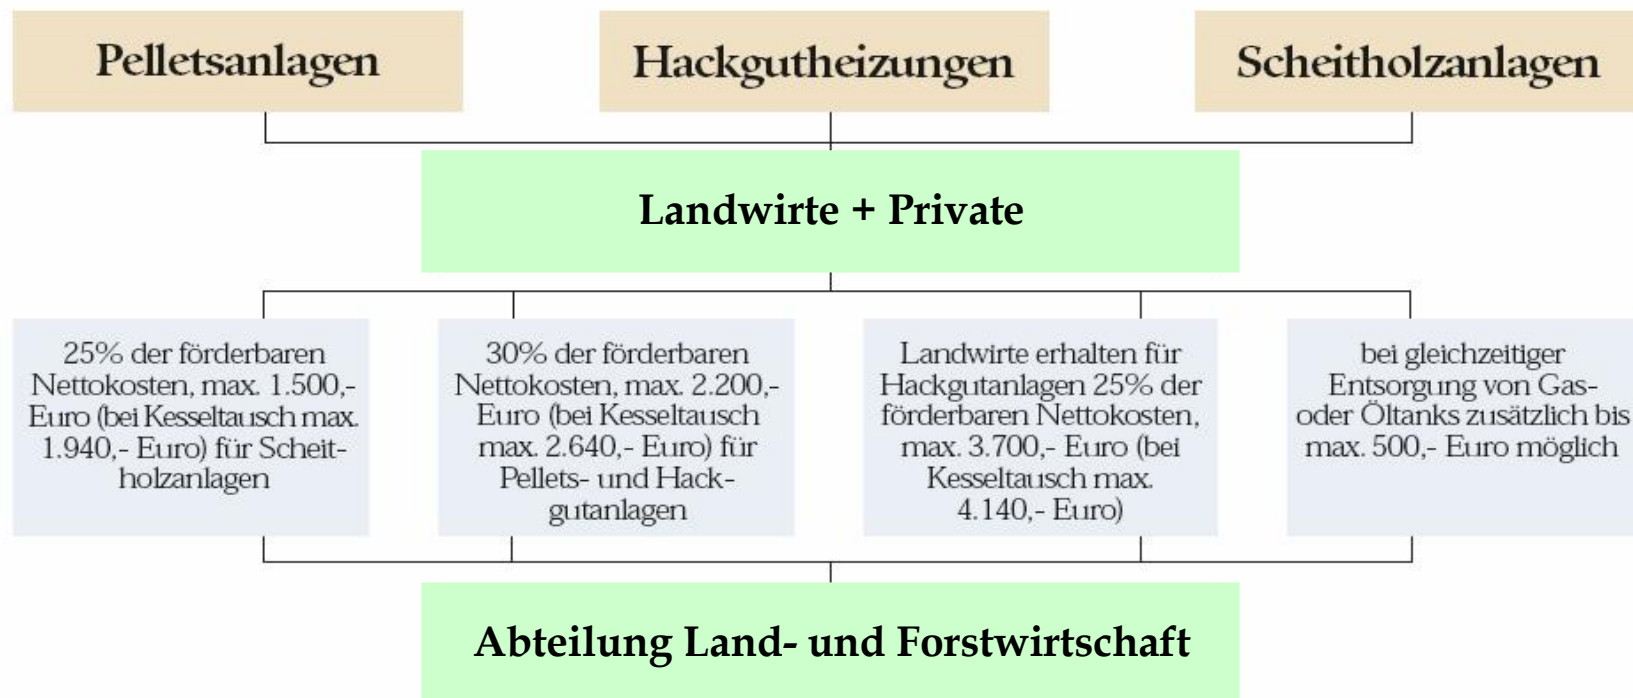 Pelletsanlagen
Hackgutheizungen
Scheitholzanlagen
Landwirte + Private
25% der förderbaren
Nettokosten, max. 1.500,-
Euro (bei Kesseltausch max.
1.940,- Euro) für Scheit-
holzanlagen
30% der förderbaren
Nettokosten, max. 2.200,-
Euro (bei Kesseltausch
max. 2.640,- Euro) für
Pellets- und Hack-
gutanlagen
Landwirte erhalten für
Hackgutanlagen 25% der
förderbaren Nettokosten,
max. 3.700,- Euro (bei
Kesseltausch max.
4.140,- Euro)
bei gleichzeitiger
Entsorgung von Gas-
oder Öltanks zusätzlich bis
max. 500,- Euro möglich
Abteilung Land- und Forstwirtschaft